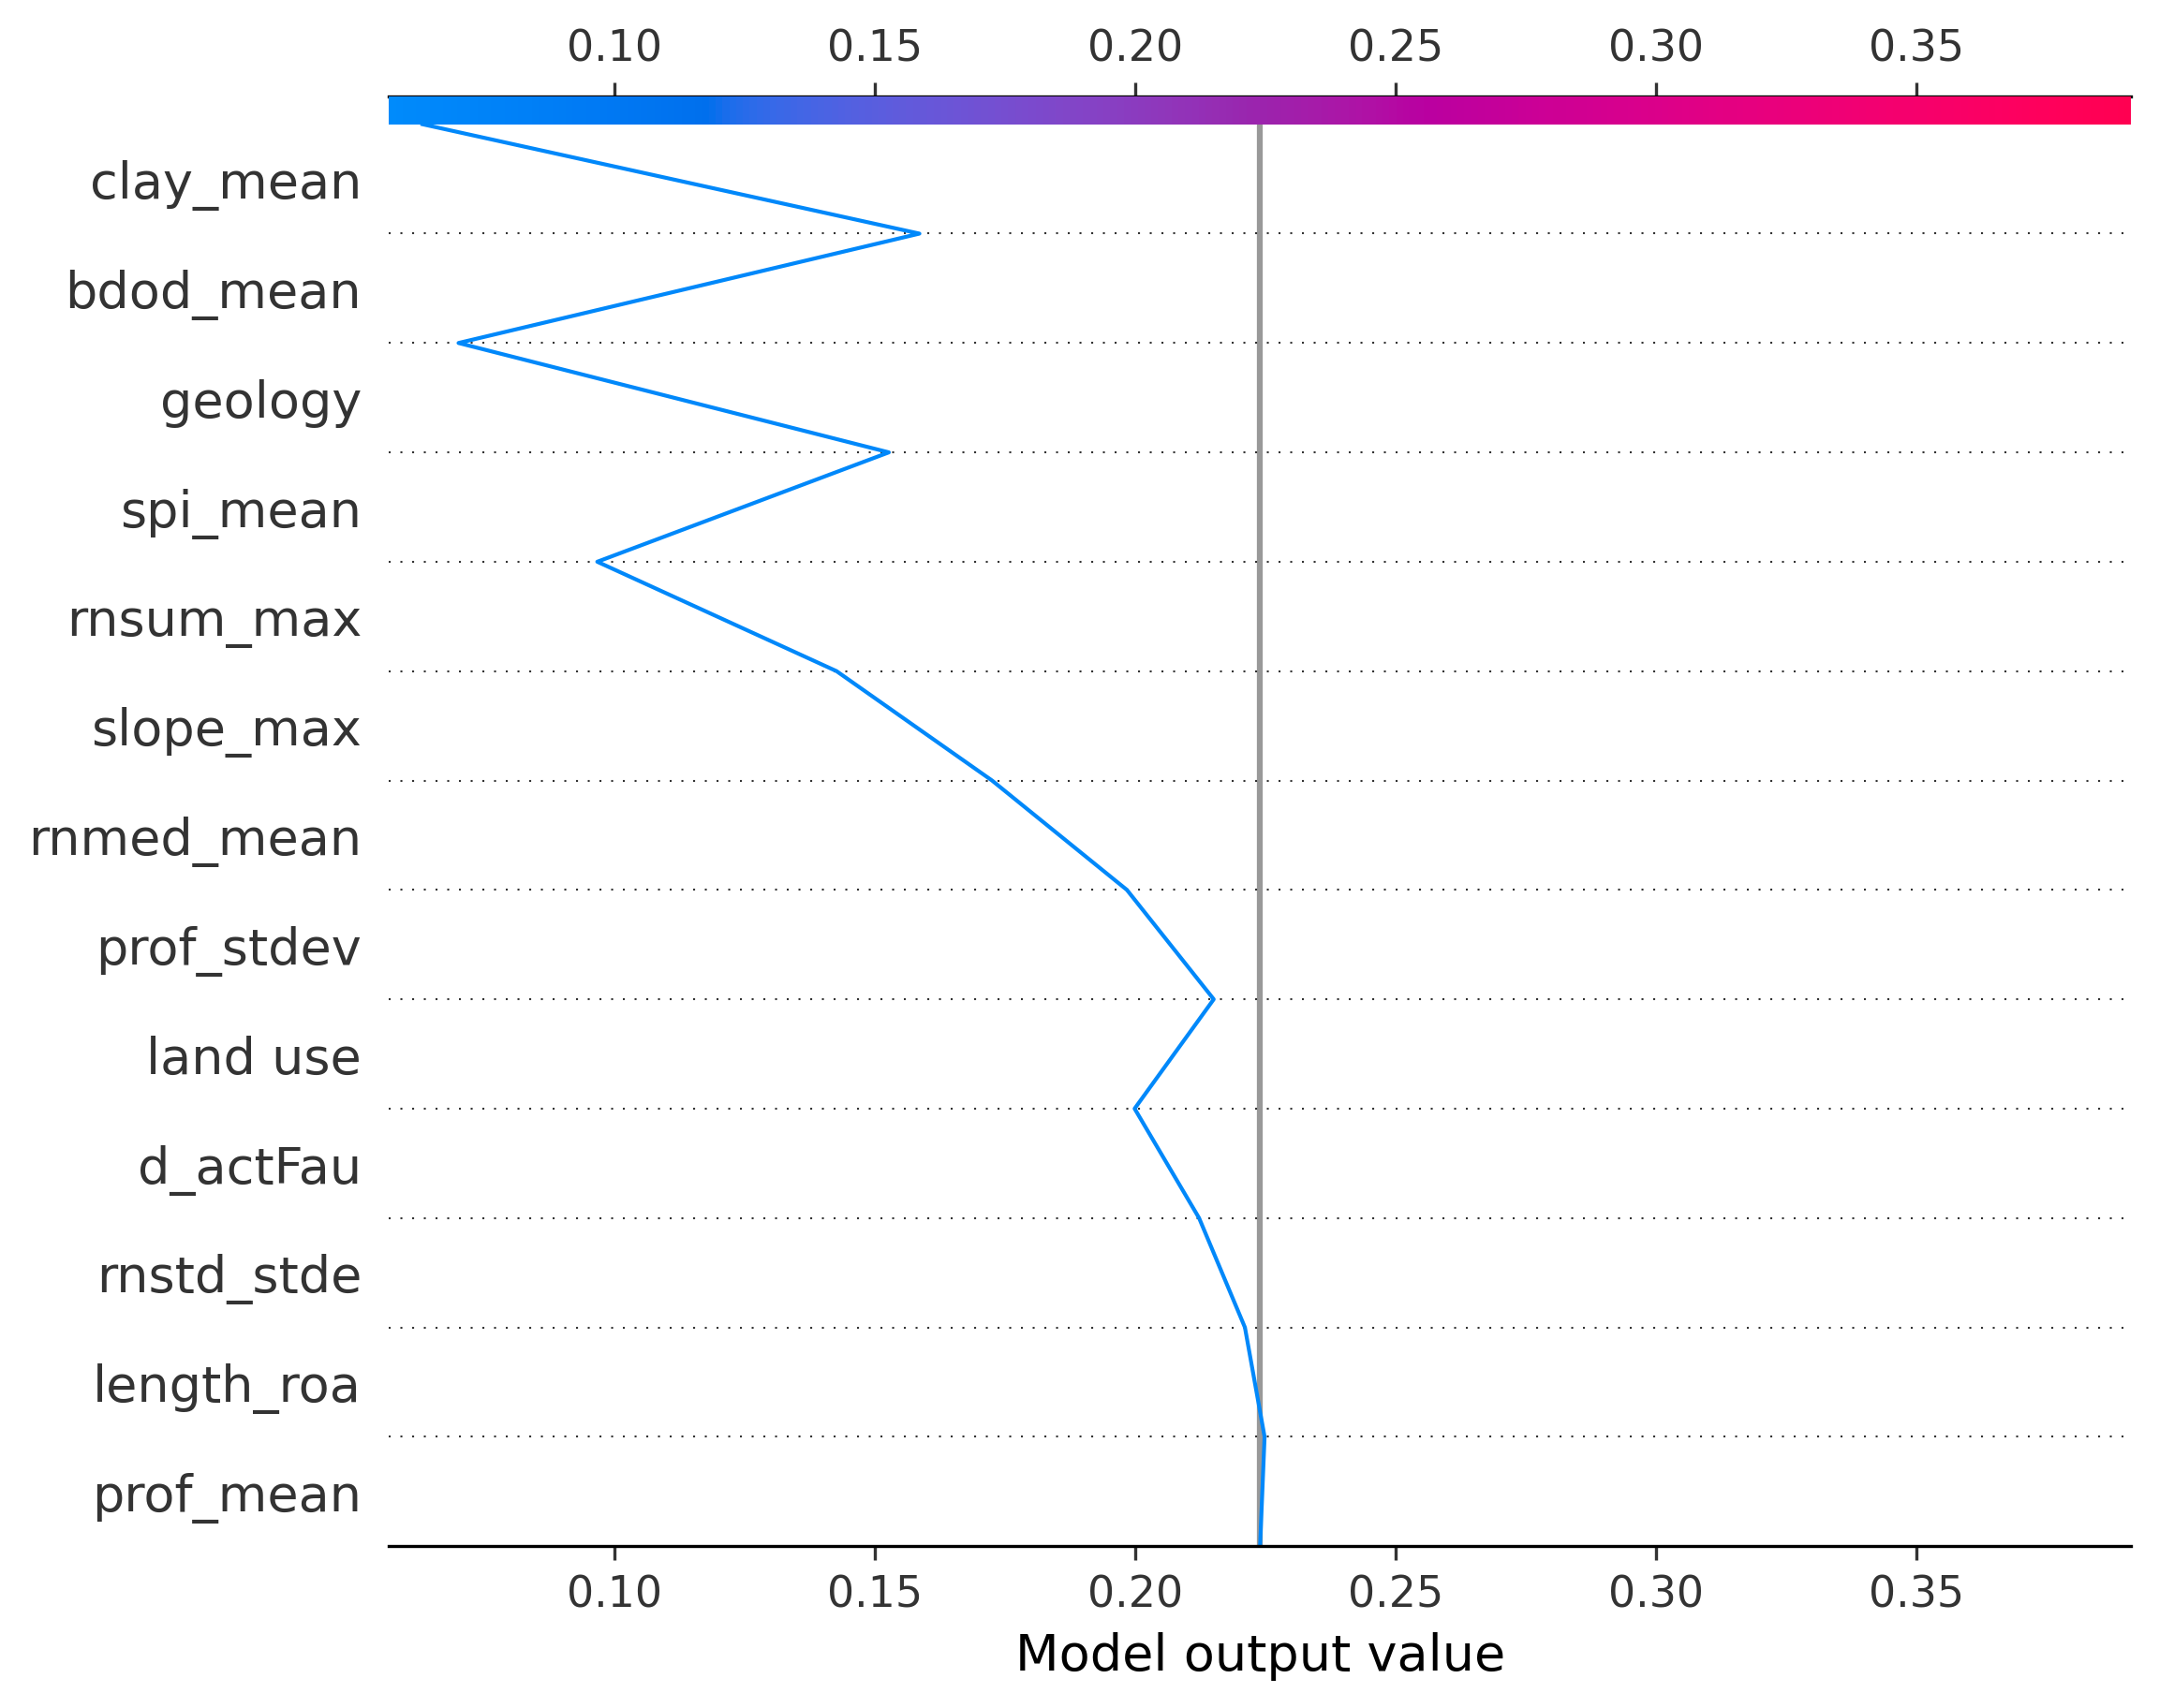 0.10 0.15 0.20 0.25 0.30 0.35
clay_mean
bdod_mean
geology
spi_mean
rnsum_max
slope_max
rnmed_mean
prof_stdev
land use
d_actFau
rnstd_stde
length_roa
prof_mean
0.10 0.15 0.20 0.25 0.30 0.35
Model output value